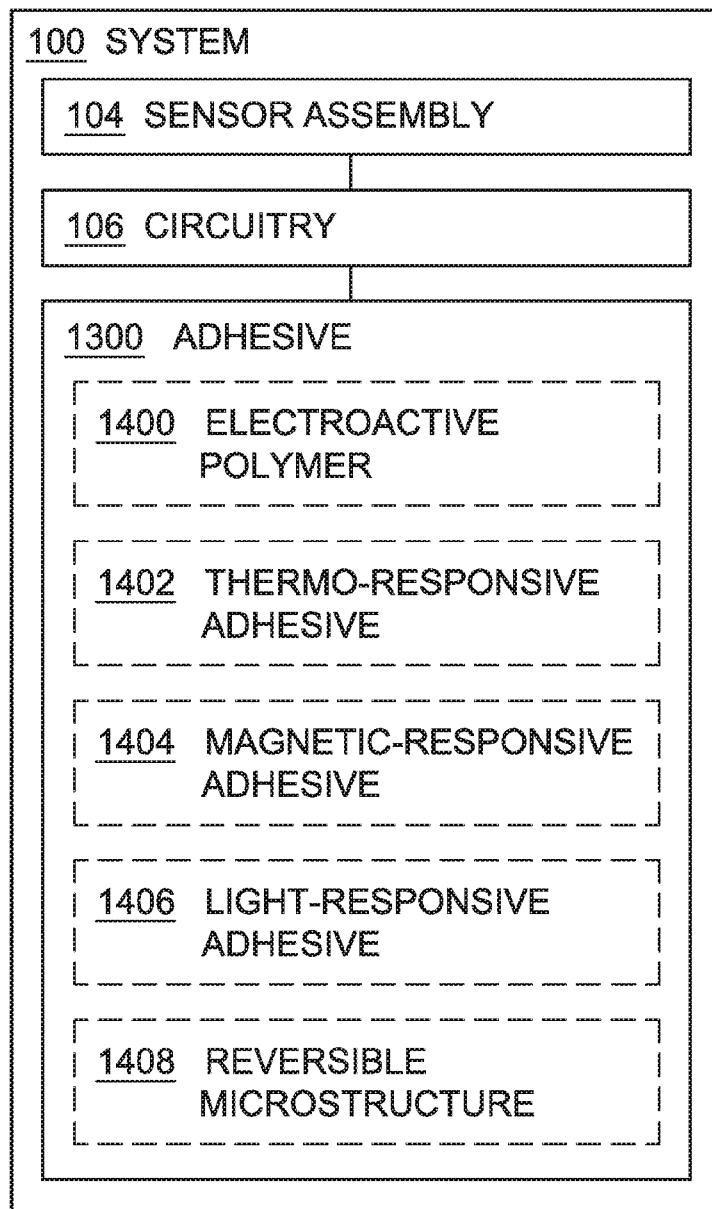 100 SYSTEM
104 SENSOR ASSEMBLY
106 CIRCUITRY
1300 ADHESIVE
1400 ELECTROACTIVE
POLYMER
1402 THERMO-RESPONSIVE
ADHESIVE
1404 MAGNETIC-RESPONSIVE
ADHESIVE
1406 LIGHT-RESPONSIVE
ADHESIVE
1408 REVERSIBLE
MICROSTRUCTURE